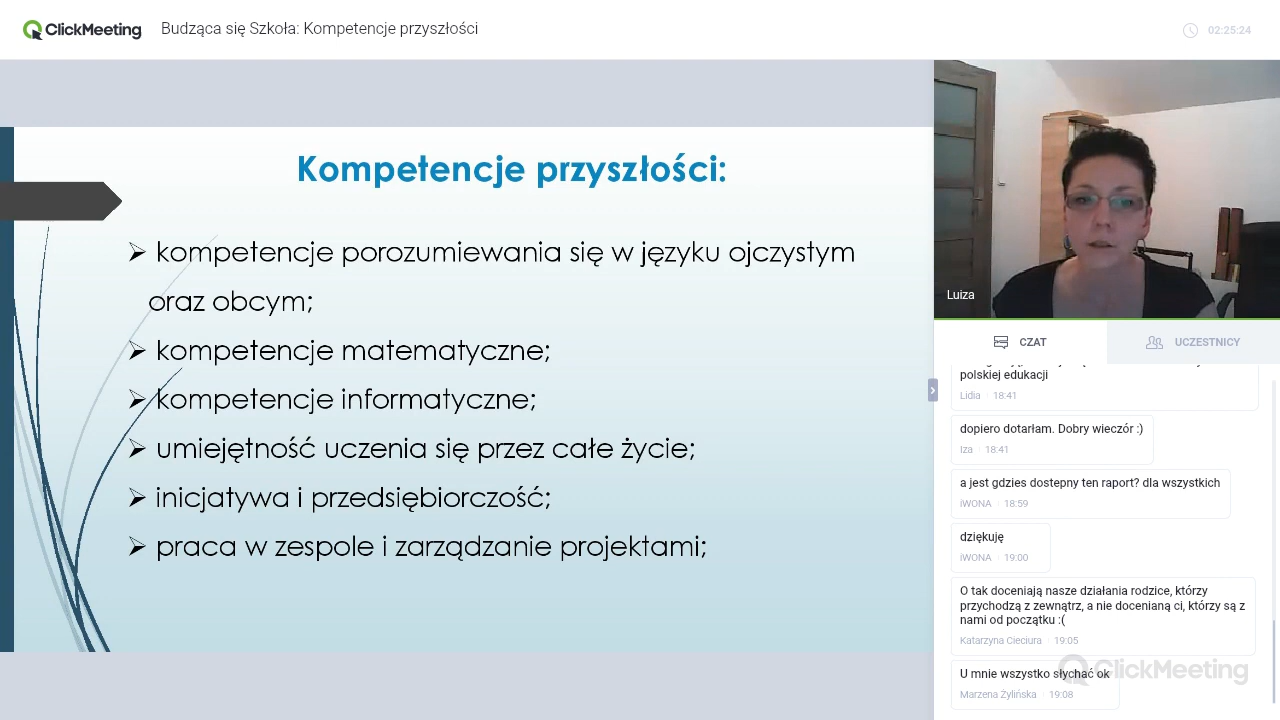 ClickMeeting
Budząca się Szkoła: Kompetencje przyszłości
02:25:24
Kompetencje przyszłości:
➢ kompetencje porozumiewania się w języku ojczystym
oraz obcym;
➢ kompetencje matematyczne;
➢ kompetencje informatyczne;
➢ umiejętność uczenia się przez całe życie;
➢ inicjatywa i przedsiębiorczość;
➢ praca w zespole i zarządzanie projektami;
Luiza
CZAT
UCZESTNICY
polskiej edukacji
Lidia 18:41
dopiero dotarłam. Dobry wieczór :)
Iza 18:41
a jest gdzies dostepny ten raport? dla wszystkich
iWONA 18:59
dziękuję
iWONA 19:00
O tak doceniają nasze działania rodzice, którzy
przychodzą z zewnątrz, a nie docenianą ci, którzy są z
nami od początku :(
Katarzyna Cieciura 19:05
U mnie wszystko słychać ok
Marzena Żylińska 19:08
ClickMeeting